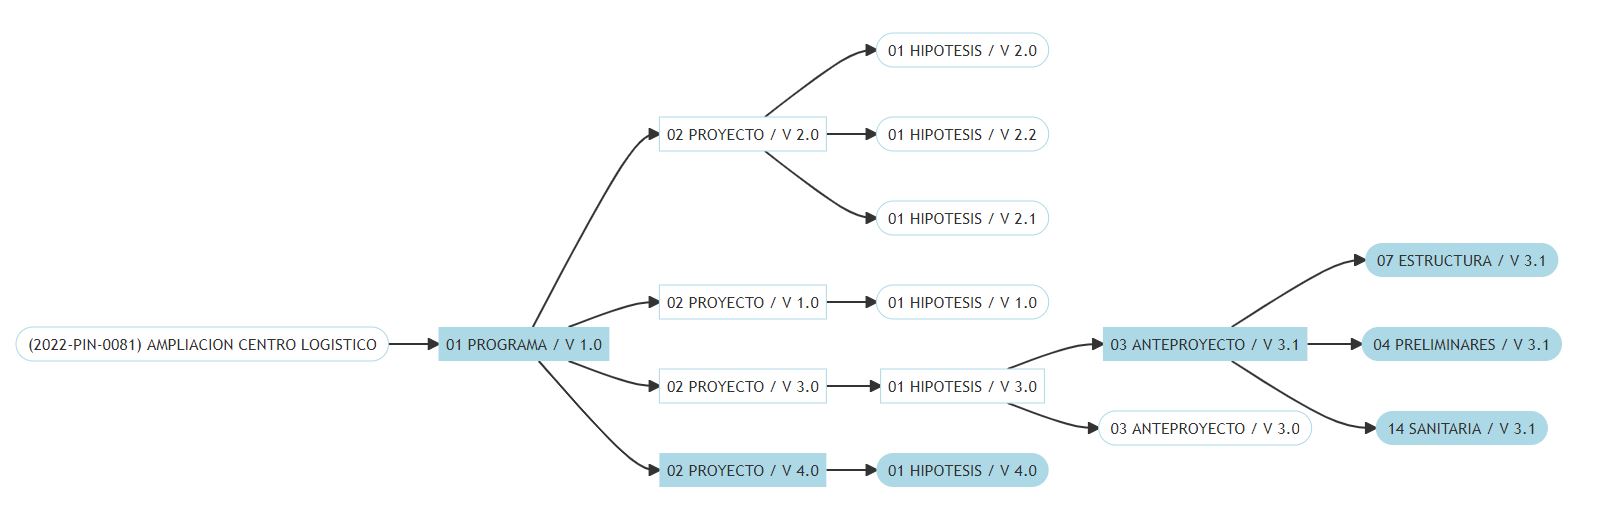 (2022-PIN-0081) AMPLIACION CENTRO LOGISTICO
01 PROGRAMA / V 1.0
02 PROYECTO / V 2.0
01 HIPOTESIS / V 2.0
01 HIPOTESIS / V 2.2
01 HIPOTESIS / V 2.1
02 PROYECTO / V 1.0
01 HIPOTESIS / V 1.0
02 PROYECTO / V 3.0
01 HIPOTESIS / V 3.0
03 ANTEPROYECTO / V 3.1
07 ESTRUCTURA / V 3.1
04 PRELIMINARES / V 3.1
14 SANITARIA / V 3.1
03 ANTEPROYECTO / V 3.0
02 PROYECTO / V 4.0
01 HIPOTESIS / V 4.0